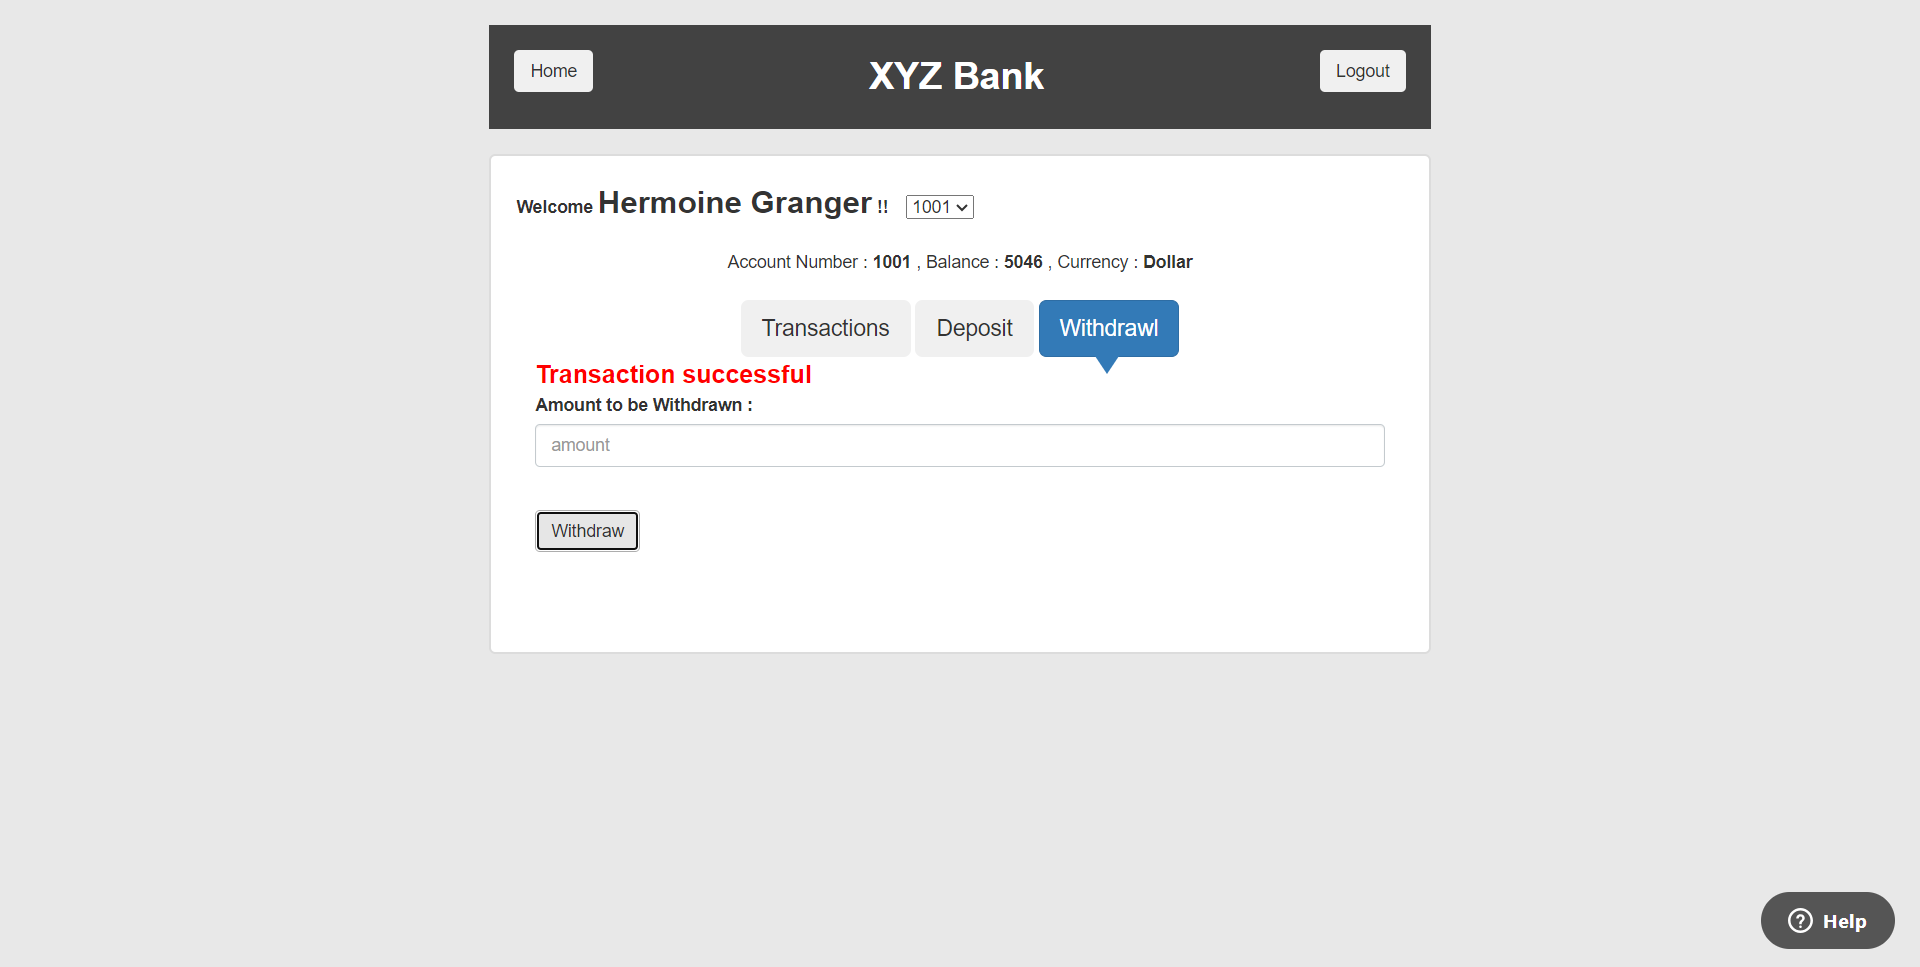 Home
XYZ Bank
Logout
Welcome Hermoine Granger !! 1001
Account Number : 1001 , Balance : 5046 , Currency : Dollar
Transactions
Deposit
Withdrawl
Transaction successful
Amount to be Withdrawn :
amount
Withdraw
? Help